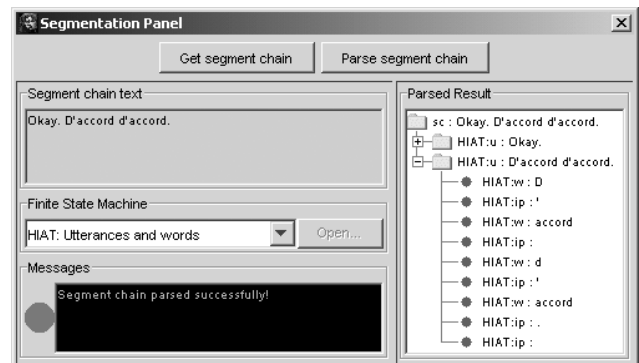 Segmentation Panel
Get segment chain
Parse segment chain
Segment chain text
Okay. D'accord d'accord.
Finite State Machine
HIAT: Utterances and words
Open...
Messages
Segment chain parsed successfully!
Parsed Result
sc : Okay. D'accord d'accord.
HIAT:u : Okay.
HIAT:u : D'accord d'accord.
HIAT:w : D
HIAT:ip : '
HIAT:w : accord
HIAT:ip :
HIAT:w : d
HIAT:ip : '
HIAT:w : accord
HIAT:ip : .
HIAT:ip :